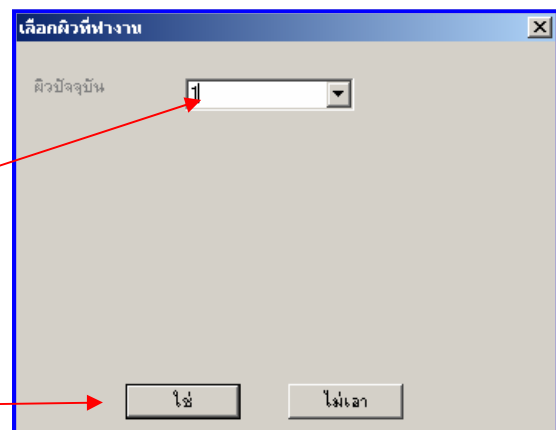 เลือกผิวที่ทำงาน
ผิวปัจจุบัน
1
ใช่
ไม่เอา